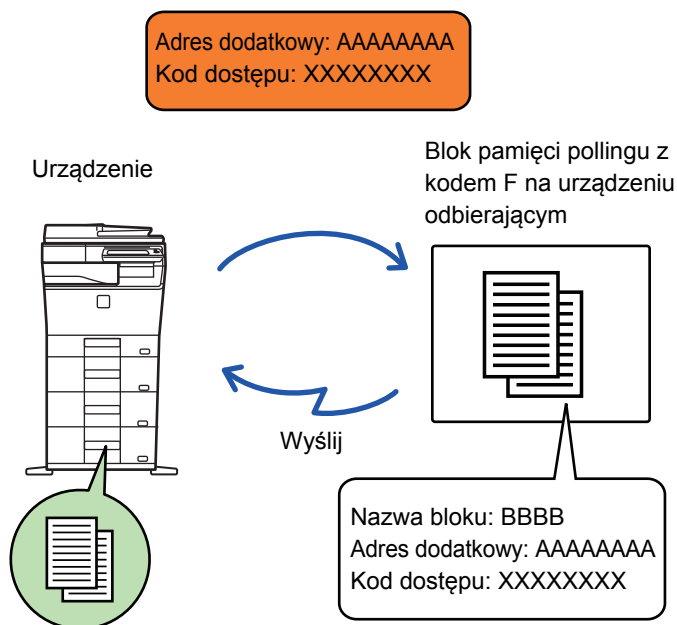 Adres dodatkowy: AAAAAAAA
Kod dostępu: XXXXXXXX
Urządzenie
Blok pamięci pollingu z
kodem F na urządzeniu
odbierającym
Wyślij
Nazwa bloku: BBBB
Adres dodatkowy: AAAAAAAA
Kod dostępu: XXXXXXXX